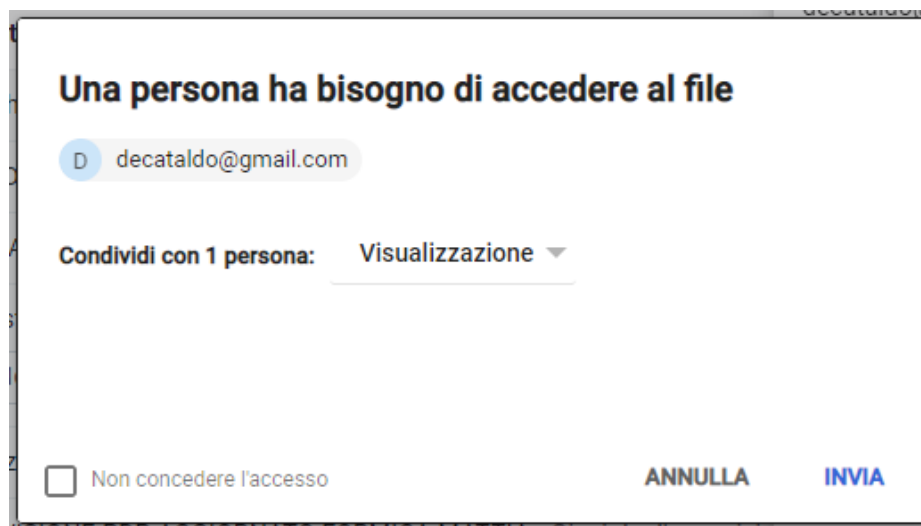 Una persona ha bisogno di accedere al file
D decataldo@gmail.com
Condividi con 1 persona: Visualizzazione
Non concedere l'accesso ANNULLA INVIA